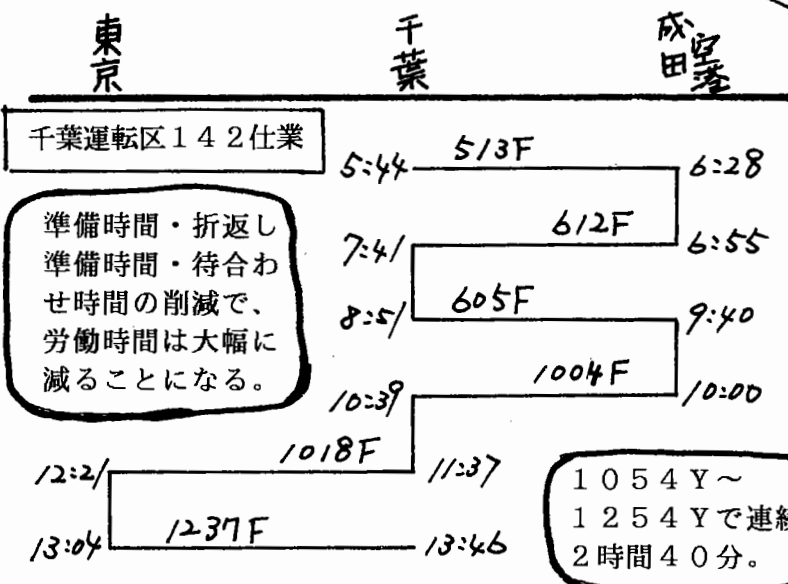 東京
千葉
成田空港
千葉運転区142仕業
5:44
513F
6:28
準備時間・折返し
準備時間・待合わ
せ時間の削減で、
労働時間は大幅に
減ることになる。
7:41
612F
6:55
8:51
605F
9:40
10:39
1004F
10:00
12:21
1018F
11:37
13:04
1237F
13:46
1054Y～
1254Yで連続
2時間40分。